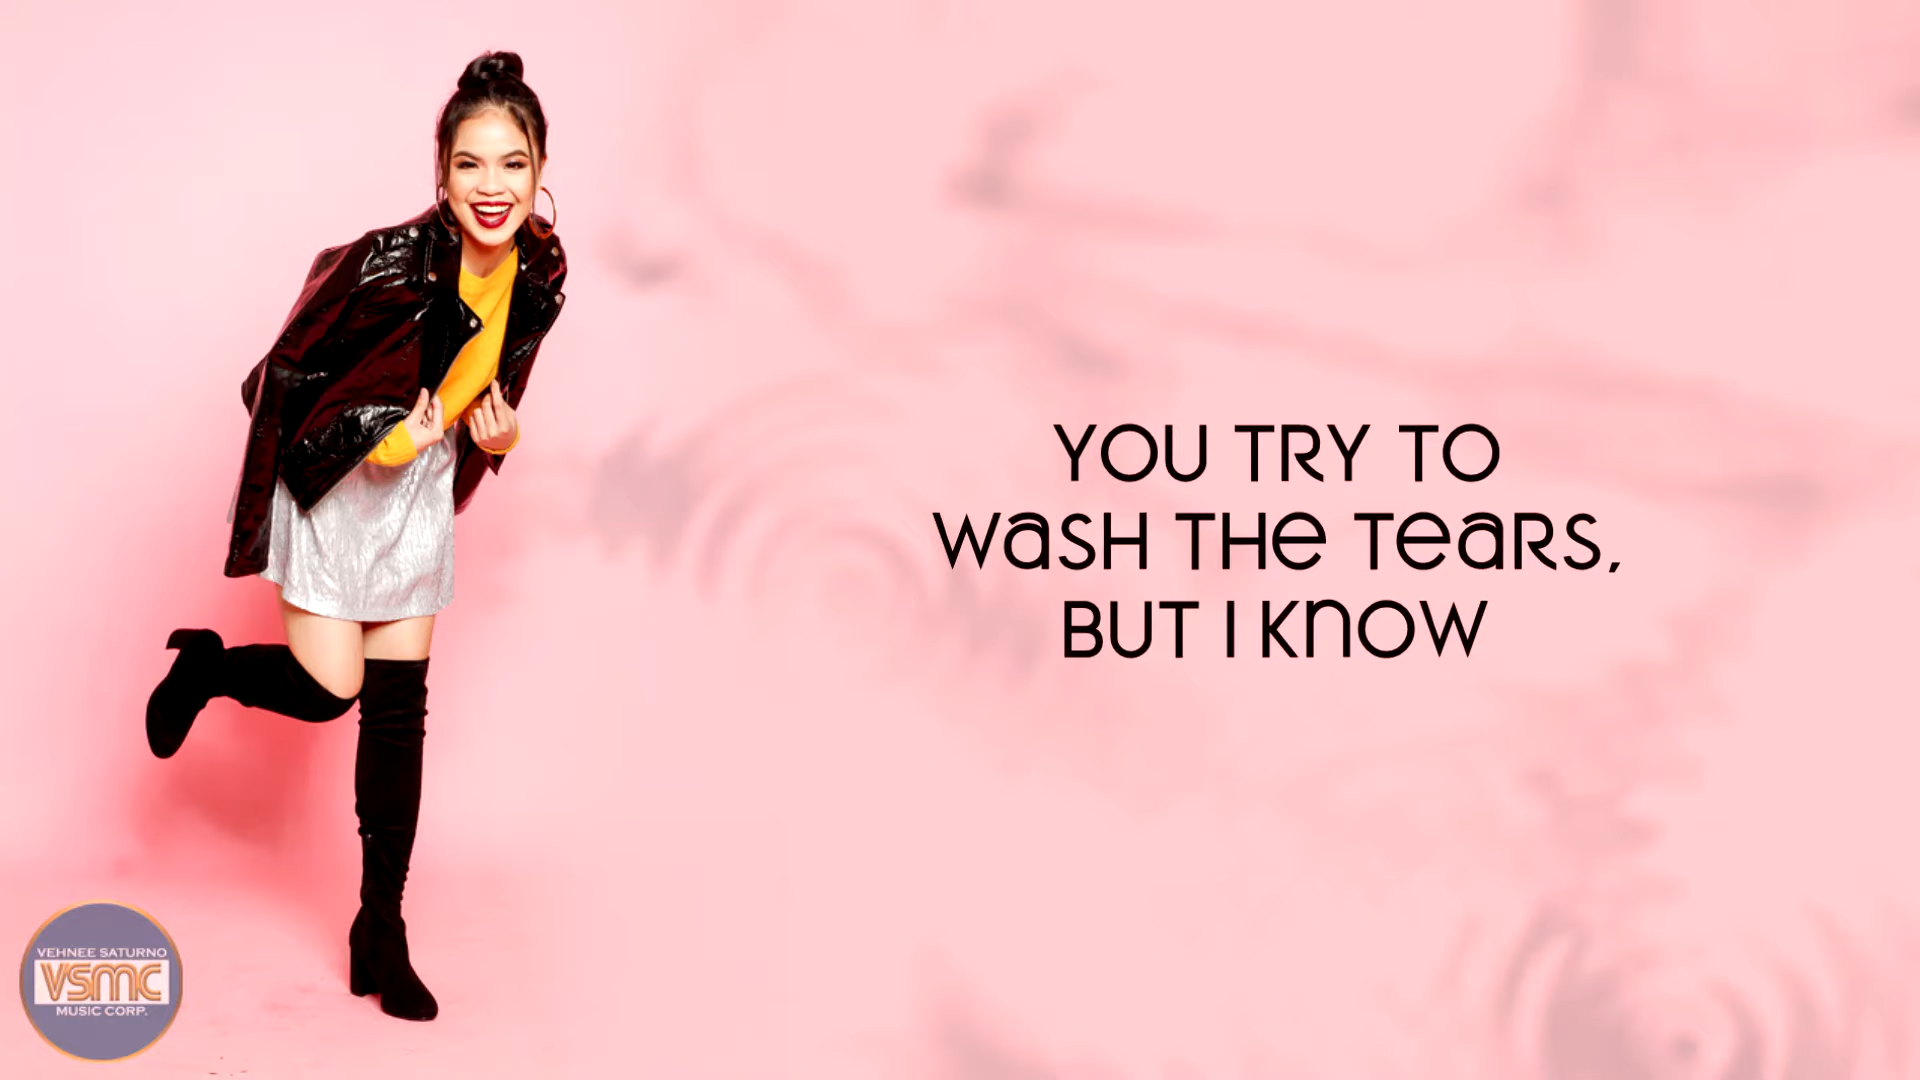 YOU TRY TO
WaSH THe TeaRS,
BUT I KnOW
VEHNEE SATURNO
VSMC
MUSIC CORP.